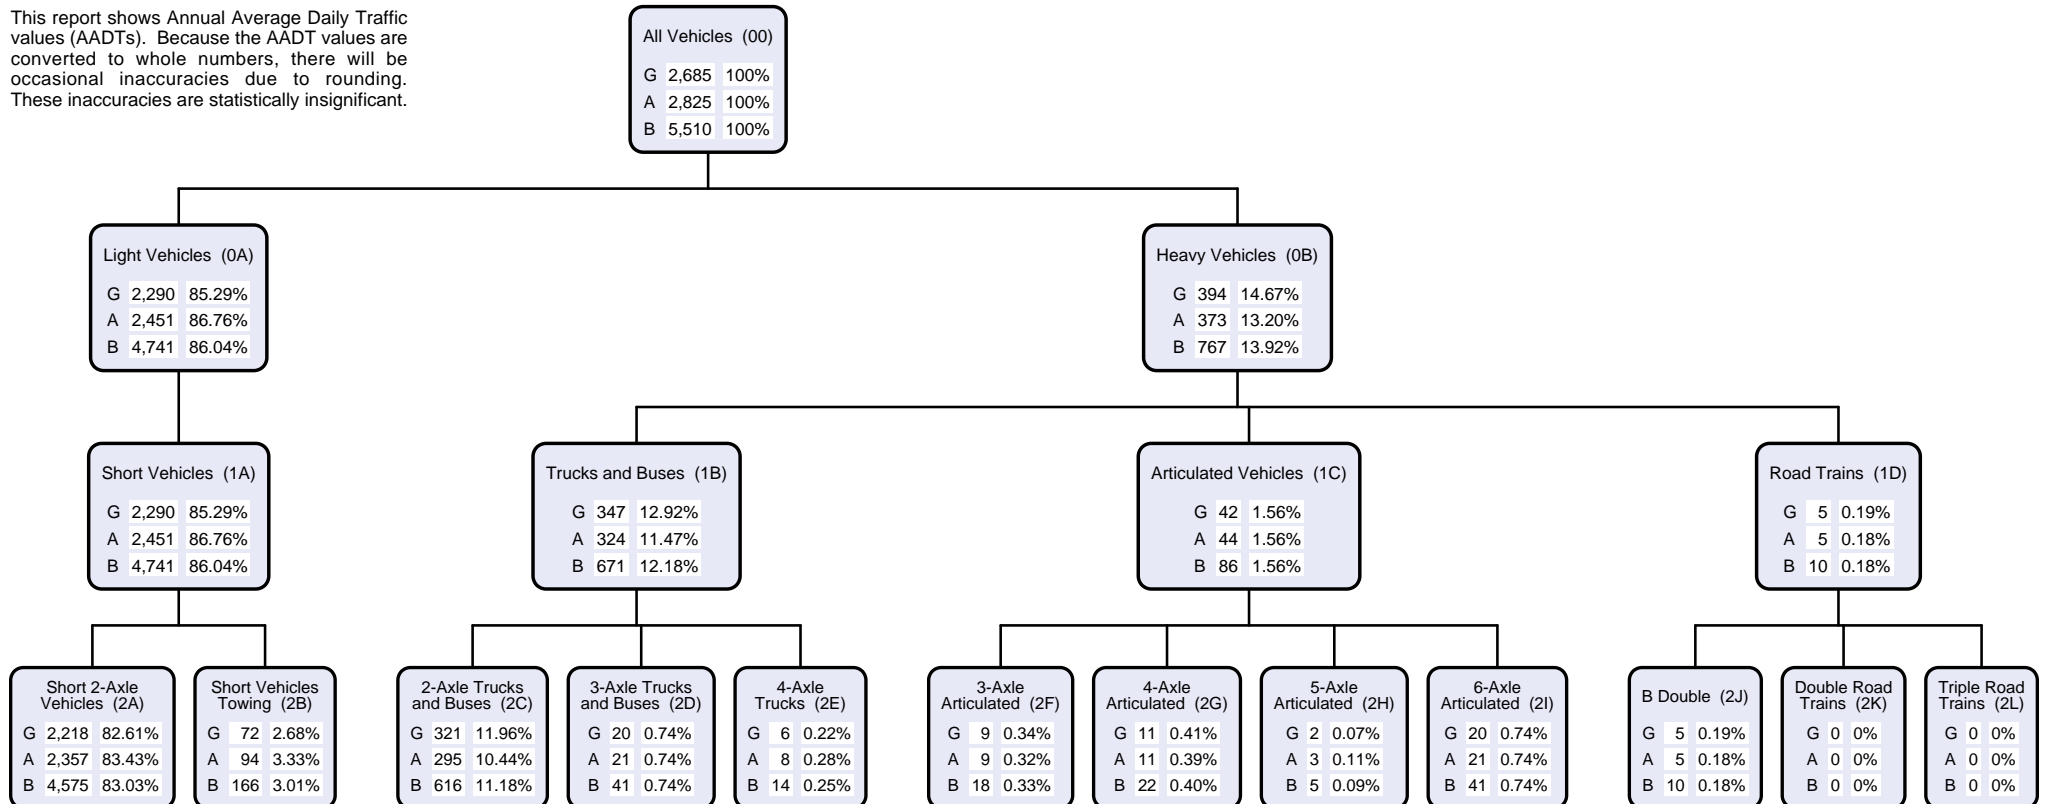 This report shows Annual Average Daily Traffic
values (AADTs). Because the AADT values are
converted to whole numbers, there will be
occasional inaccuracies due to rounding.
These inaccuracies are statistically insignificant.
All Vehicles (00)
G 2,685 100%
A 2,825 100%
B 5,510 100%
Light Vehicles (0A)
G 2,290 85.29%
A 2,451 86.76%
B 4,741 86.04%
Heavy Vehicles (0B)
G 394 14.67%
A 373 13.20%
B 767 13.92%
Short Vehicles (1A)
G 2,290 85.29%
A 2,451 86.76%
B 4,741 86.04%
Trucks and Buses (1B)
G 347 12.92%
A 324 11.47%
B 671 12.18%
Articulated Vehicles (1C)
G 42 1.56%
A 44 1.56%
B 86 1.56%
Road Trains (1D)
G 5 0.19%
A 5 0.18%
B 10 0.18%
Short 2-Axle
Vehicles (2A)
G 2,218 82.61%
A 2,357 83.43%
B 4,575 83.03%
Short Vehicles
Towing (2B)
G 72 2.68%
A 94 3.33%
B 166 3.01%
2-Axle Trucks
and Buses (2C)
G 321 11.96%
A 295 10.44%
B 616 11.18%
3-Axle Trucks
and Buses (2D)
G 20 0.74%
A 21 0.74%
B 41 0.74%
4-Axle
Trucks (2E)
G 6 0.22%
A 8 0.28%
B 14 0.25%
3-Axle
Articulated (2F)
G 9 0.34%
A 9 0.32%
B 18 0.33%
4-Axle
Articulated (2G)
G 11 0.41%
A 11 0.39%
B 22 0.40%
5-Axle
Articulated (2H)
G 2 0.07%
A 3 0.11%
B 5 0.09%
6-Axle
Articulated (2I)
G 20 0.74%
A 21 0.74%
B 41 0.74%
B Double (2J)
G 5 0.19%
A 5 0.18%
B 10 0.18%
Double Road
Trains (2K)
G 0 0%
A 0 0%
B 0 0%
Triple Road
Trains (2L)
G 0 0%
A 0 0%
B 0 0%